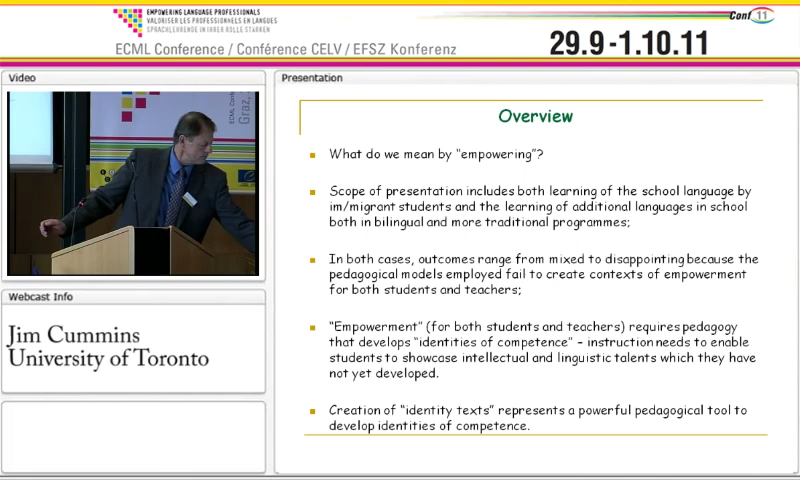 EMPOWERING LANGUAGE PROFESSIONALS
VALORISER LES PROFESSIONNELS EN LANGUES
SPRACHLEHRENDE IN IHRER ROLLE STÄRKEN
ECML Conference / Conférence CELV / EFSZ Konferenz
29.9-1.10.11
Conf 11
Video
ECML Conf
Graz,
Webcast Info
Jim Cummins
University of Toronto
Presentation
Overview
What do we mean by “empowering”?
Scope of presentation includes both learning of the school language by
im/migrant students and the learning of additional languages in school
both in bilingual and more traditional programmes;
In both cases, outcomes range from mixed to disappointing because the
pedagogical models employed fail to create contexts of empowerment
for both students and teachers;
“Empowerment” (for both students and teachers) requires pedagogy
that develops “identities of competence” – instruction needs to enable
students to showcase intellectual and linguistic talents which they have
not yet developed.
Creation of “identity texts” represents a powerful pedagogical tool to
develop identities of competence.